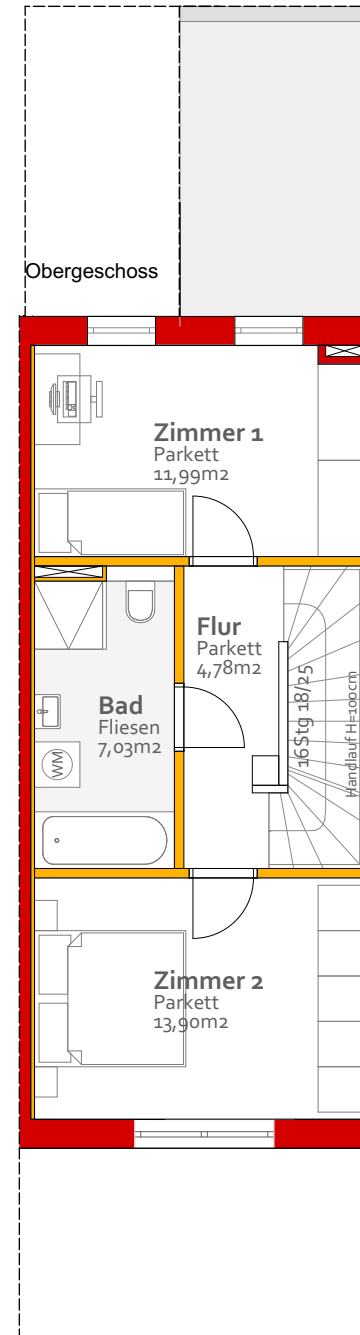 Obergeschoss
Zimmer 1
Parkett
11,99m2
Flur
Parkett
4,78m2
Bad
Fliesen
7,03m2
WM
16Stg 18/25
Handlauf H=100cm
Zimmer 2
Parkett
13,90m2